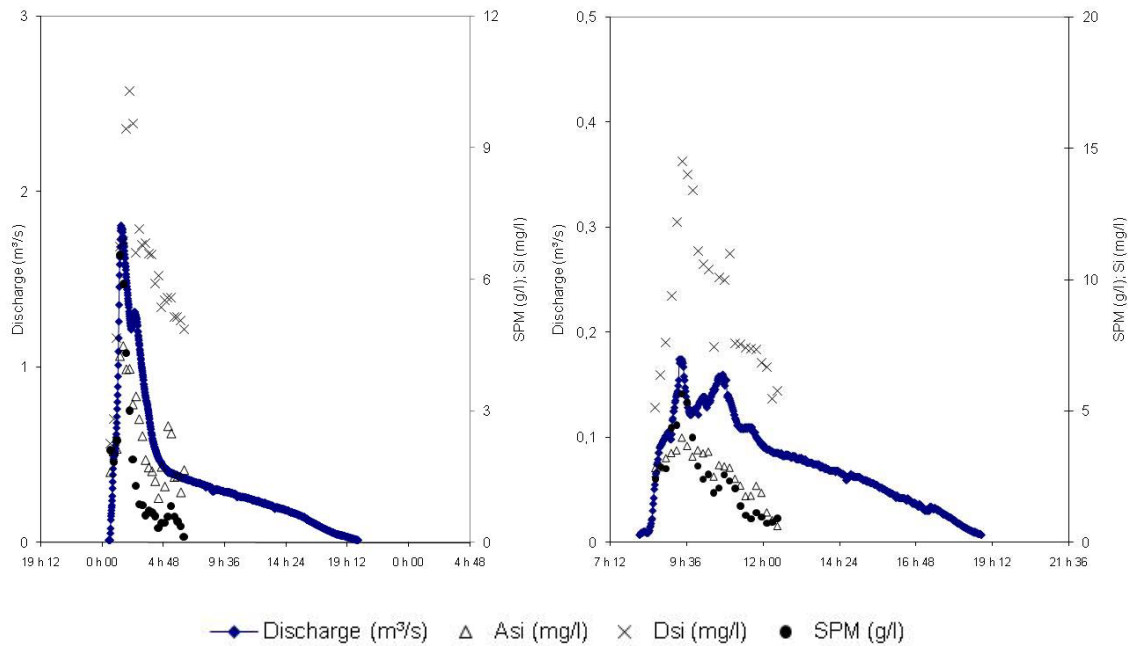 3
2
1
0
Discharge (m³/s)
12
9
6
3
0
SPM (g/l); Si (mg/l)
19 h 12 0 h 00 4 h 48 9 h 36 14 h 24 19 h 12 0 h 00 4 h 48
0,5
0,4
0,3
0,2
0,1
0
Discharge (m³/s)
20
15
10
5
0
SPM (g/l); Si (mg/l)
7 h 12 9 h 36 12 h 00 14 h 24 16 h 48 19 h 12 21 h 36
Discharge (m³/s) Asi (mg/l) Dsi (mg/l) SPM (g/l)